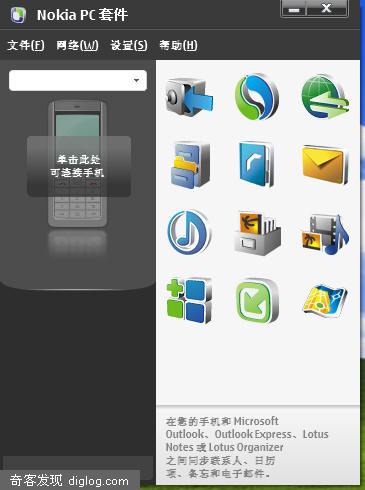 Nokia PC 套件
文件(F) 网络(W) 设置(S) 帮助(H)
单击此处
可连接手机
在您的手机和 Microsoft
Outlook、Outlook Express、Lotus
Notes 或 Lotus Organizer
之间同步联系人、日历
项、备忘和电子邮件。
奇客发现 diglog.com